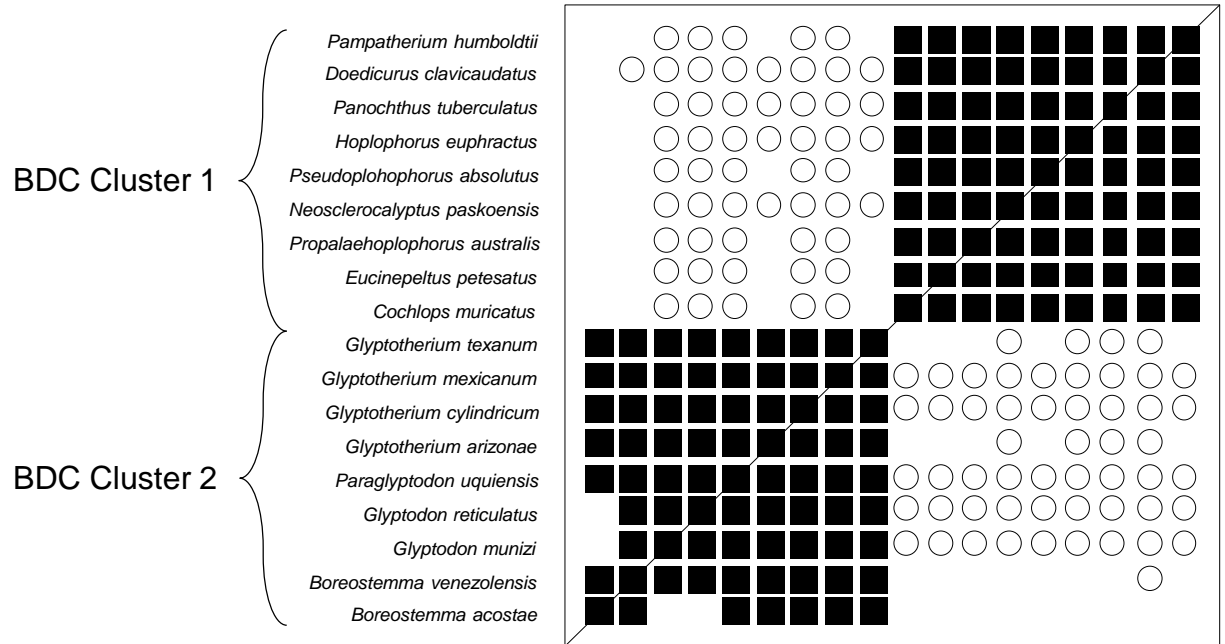 Pampatherium humboldtii
Doedicurus clavicaudatus
Panochthus tuberculatus
Hoplophorus euphractus
BDC Cluster 1
Pseudoplohophorus absolutus
Neosclerocalyptus paskoensis
Propalaehoplophorus australis
Eucinepeltus petesatus
Cochlops muricatus
Glyptotherium texanum
Glyptotherium mexicanum
Glyptotherium cylindricum
Glyptotherium arizonae
BDC Cluster 2
Paraglyptodon uquiensis
Glyptodon reticulatus
Glyptodon munizi
Boreostemma venezolensis
Boreostemma acostae